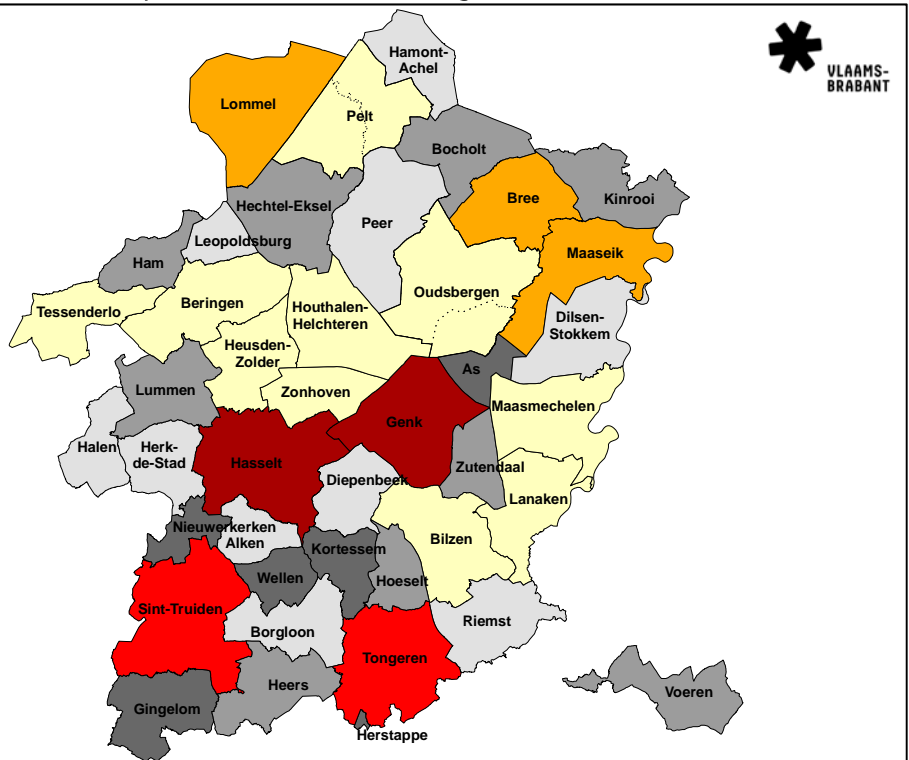 Hamont-
Achel
VLAAMS-
BRABANT
Lommel
Pelt
Bocholt
Hechtel-Eksel
Bree
Kinrooi
Peer
Leopoldsburg
Maaseik
Ham
Oudsbergen
Beringen
Tessenderlo
Houthalen-
Helchteren
Dilsen-
Stokkem
Heusden-
Zolder
As
Lummen
Zonhoven
Maasmechelen
Genk
Halen
Herk-
de-Stad
Hasselt
Zutendaal
Diepenbeek
Lanaken
Nieuwerkerken
Alken
Bilzen
Kortessem
Wellen
Hoeselt
Sint-Truiden
Riemst
Borgloon
Tongeren
Heers
Voeren
Gingelom
Herstappe